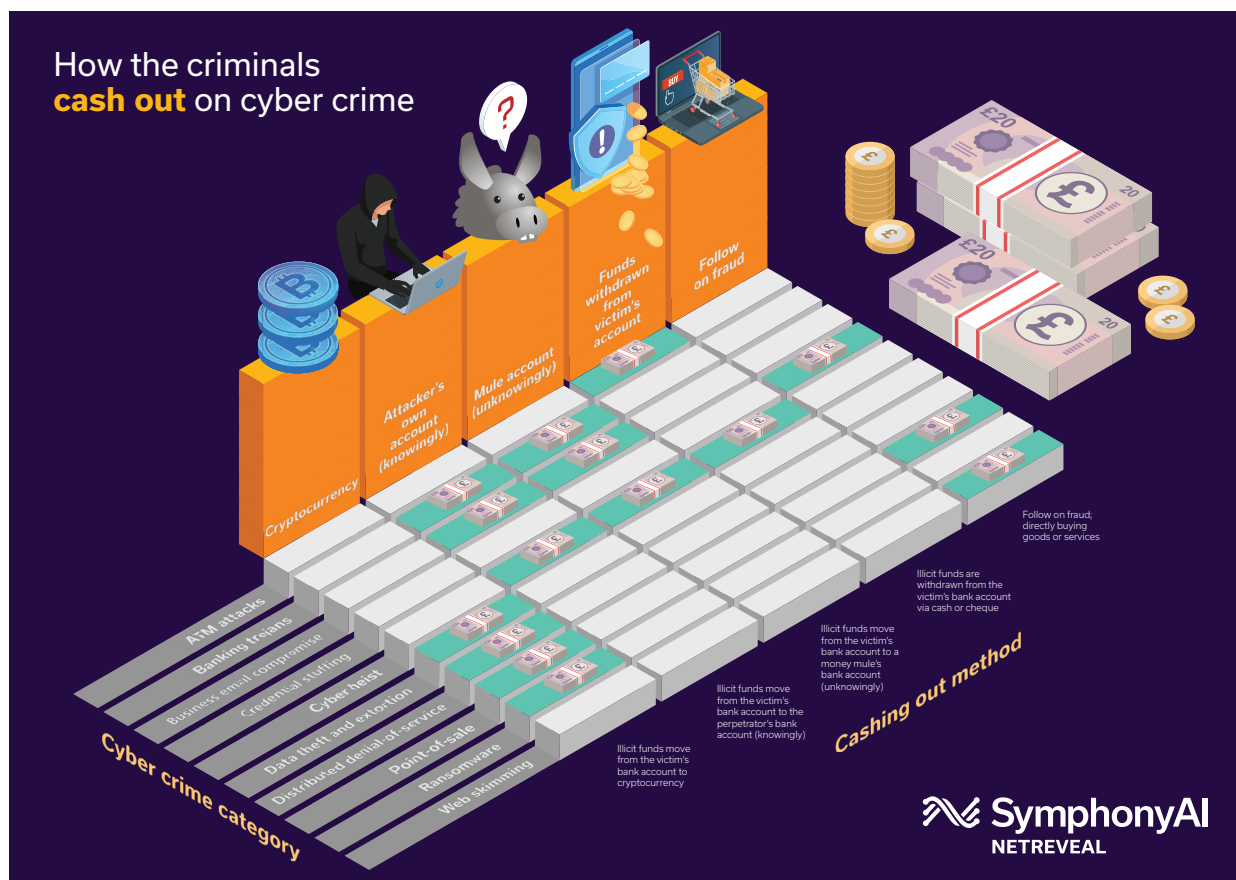 How the criminals
cash out on cyber crime
?
!
BUY
£20
20
£
£20
20
£
Cryptocurrency
Attacker's
own
account
(knowingly)
Mule account
(unknowingly)
Funds
withdrawn
from
victim's
account
Follow
on fraud
ATM attacks
Banking trojans
Business email compromise
Credential stuffing
Cyber heist
Data theft and extortion
Distributed denial-of-service
Point-of-sale
Ransomware
Web skimming
Cyber crime category
Illicit funds move
from the victim's
bank account to
cryptocurrency
Illicit funds move
from the victim's
bank account to the
perpetrator's bank
account (knowingly)
Illicit funds move
from the victim's
bank account to a
money mule's
bank account
(unknowingly)
Illicit funds are
withdrawn from the
victim's bank account
via cash or cheque
Follow on fraud;
directly buying
goods or services
Cashing out method
SymphonyAI
NETREVEAL